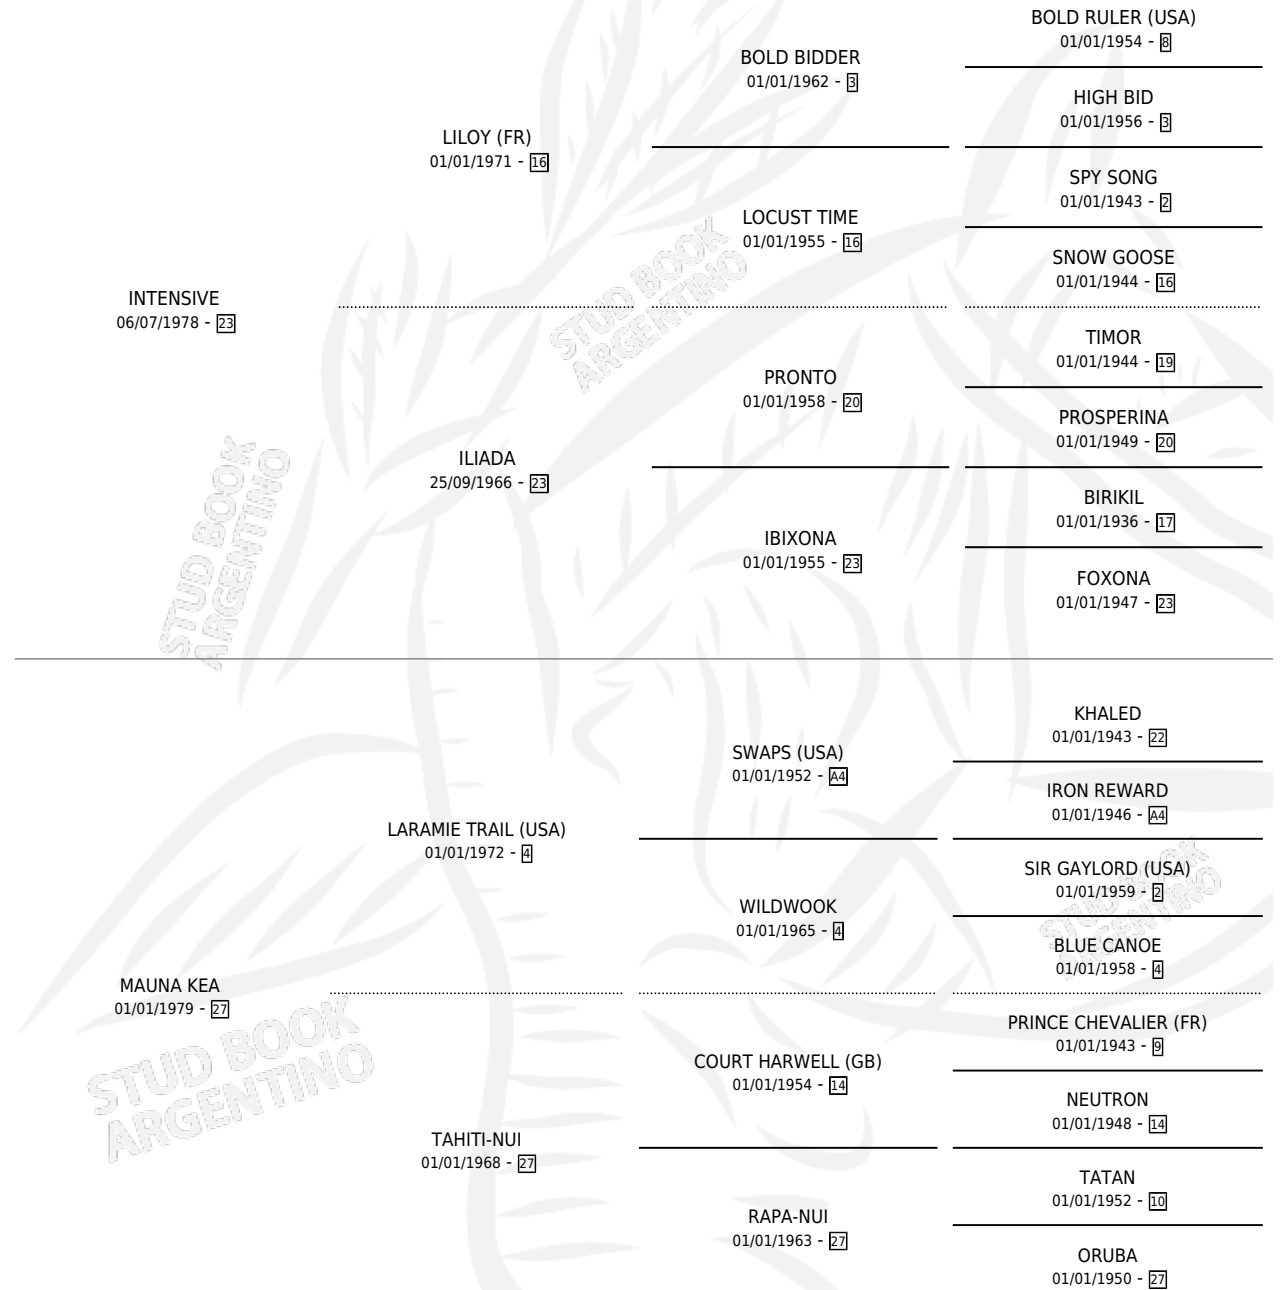 BOLD RULER (USA)
01/01/1954 - 8
BOLD BIDDER
01/01/1962 - 3
HIGH BID
01/01/1956 - 3
LILOY (FR)
01/01/1971 - 16
SPY SONG
01/01/1943 - 2
LOCUST TIME
01/01/1955 - 16
SNOW GOOSE
01/01/1944 - 16
INTENSIVE
06/07/1978 - 23
TIMOR
01/01/1944 - 19
PRONTO
01/01/1958 - 20
PROSPERINA
01/01/1949 - 20
ILIADA
25/09/1966 - 23
BIRIKIL
01/01/1936 - 17
IBIXONA
01/01/1955 - 23
FOXONA
01/01/1947 - 23
KHALED
01/01/1943 - 22
SWAPS (USA)
01/01/1952 - A4
IRON REWARD
01/01/1946 - A4
LARAMIE TRAIL (USA)
01/01/1972 - 4
SIR GAYLORD (USA)
01/01/1959 - 2
WILDWOOK
01/01/1965 - 4
BLUE CANOE
01/01/1958 - 4
MAUNA KEA
01/01/1979 - 27
PRINCE CHEVALIER (FR)
01/01/1943 - 9
COURT HARWELL (GB)
01/01/1954 - 14
NEUTRON
01/01/1948 - 14
TAHITI-NUI
01/01/1968 - 27
TATAN
01/01/1952 - 10
RAPA-NUI
01/01/1963 - 27
ORUBA
01/01/1950 - 27
STUD BOOK
ARGENTINO
STUD BOOK
ARGENTINO
STUD BOOK
ARGENTINO
STUD BOOK
ARGENTINO